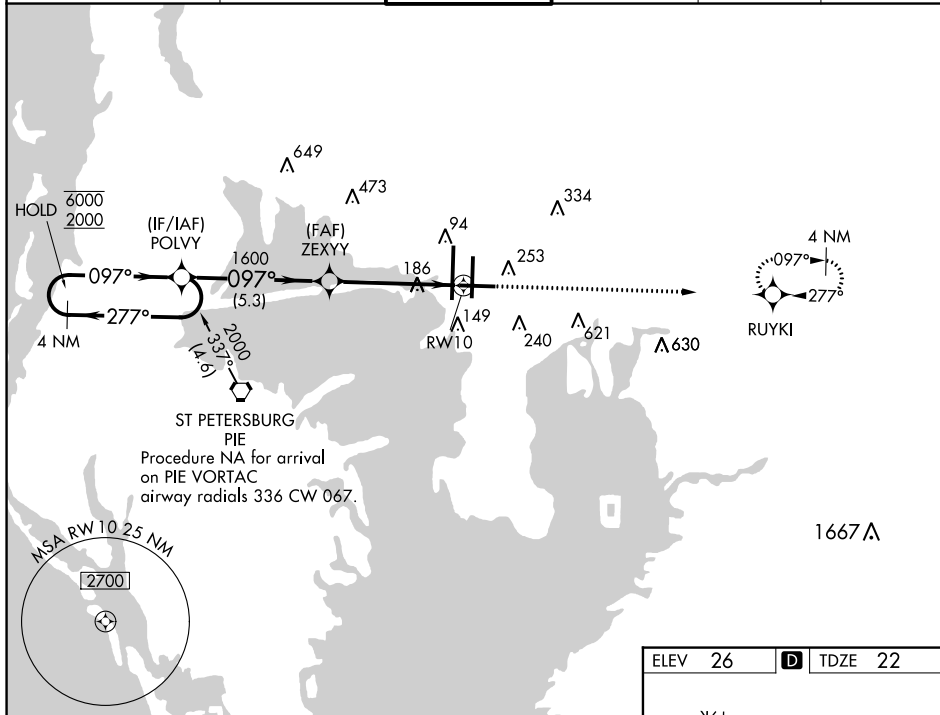 649
473
334
HOLD
6000
2000
(IF/IAF)
POLVY
(FAF)
ZEXYY
94
4 NM
097°
1600
097°
(5.3)
186
253
097°
277°
RUYKI
277°
4 NM
149
RW10
240
621
630
2000
337°
(4.6)
ST PETERSBURG
PIE
Procedure NA for arrival
on PIE VORTAC
airway radials 336 CW 067.
1667
MSA RW 10 25 NM
2700
ELEV 26 D TDZE 22